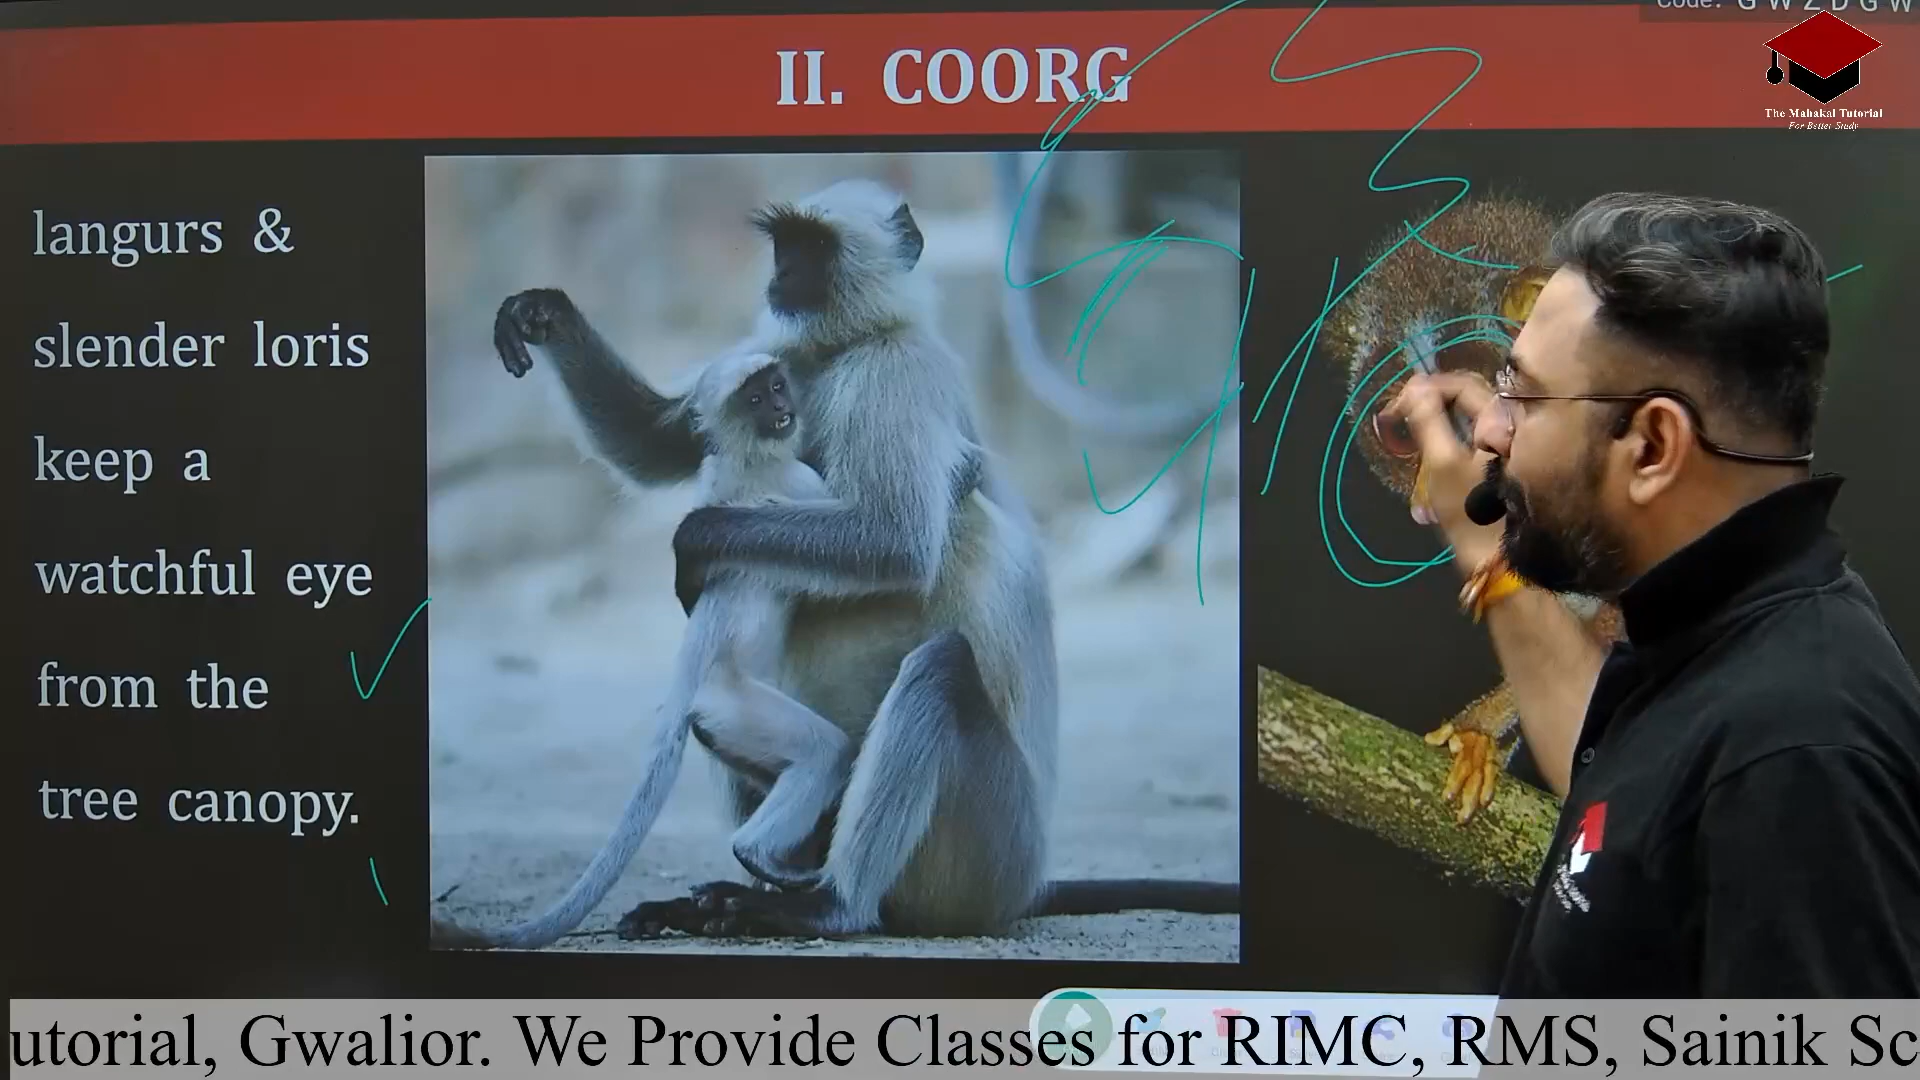 Code: G W Z D G W
II. COORG
The Mahakal Tutorial
For Better Study
langurs &
slender loris
keep a
watchful eye
from the
tree canopy.
utorial, Gwalior. We Provide Classes for RIMC, RMS, Sainik Sc